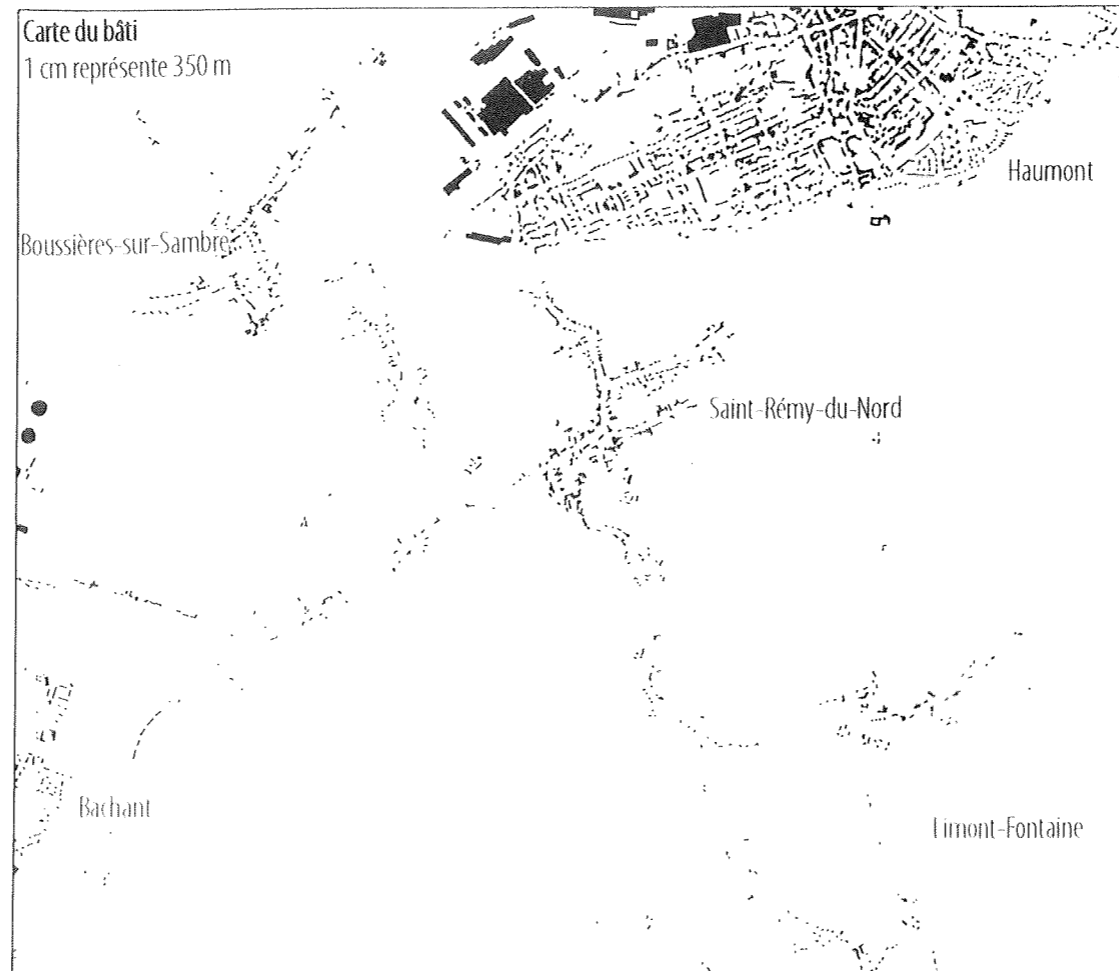 Carte du bâti
1 cm représente 350 m
Haumont
Boussières-sur-Sambre
Saint-Rémy-du-Nord
Bachant
Limont-Fontaine